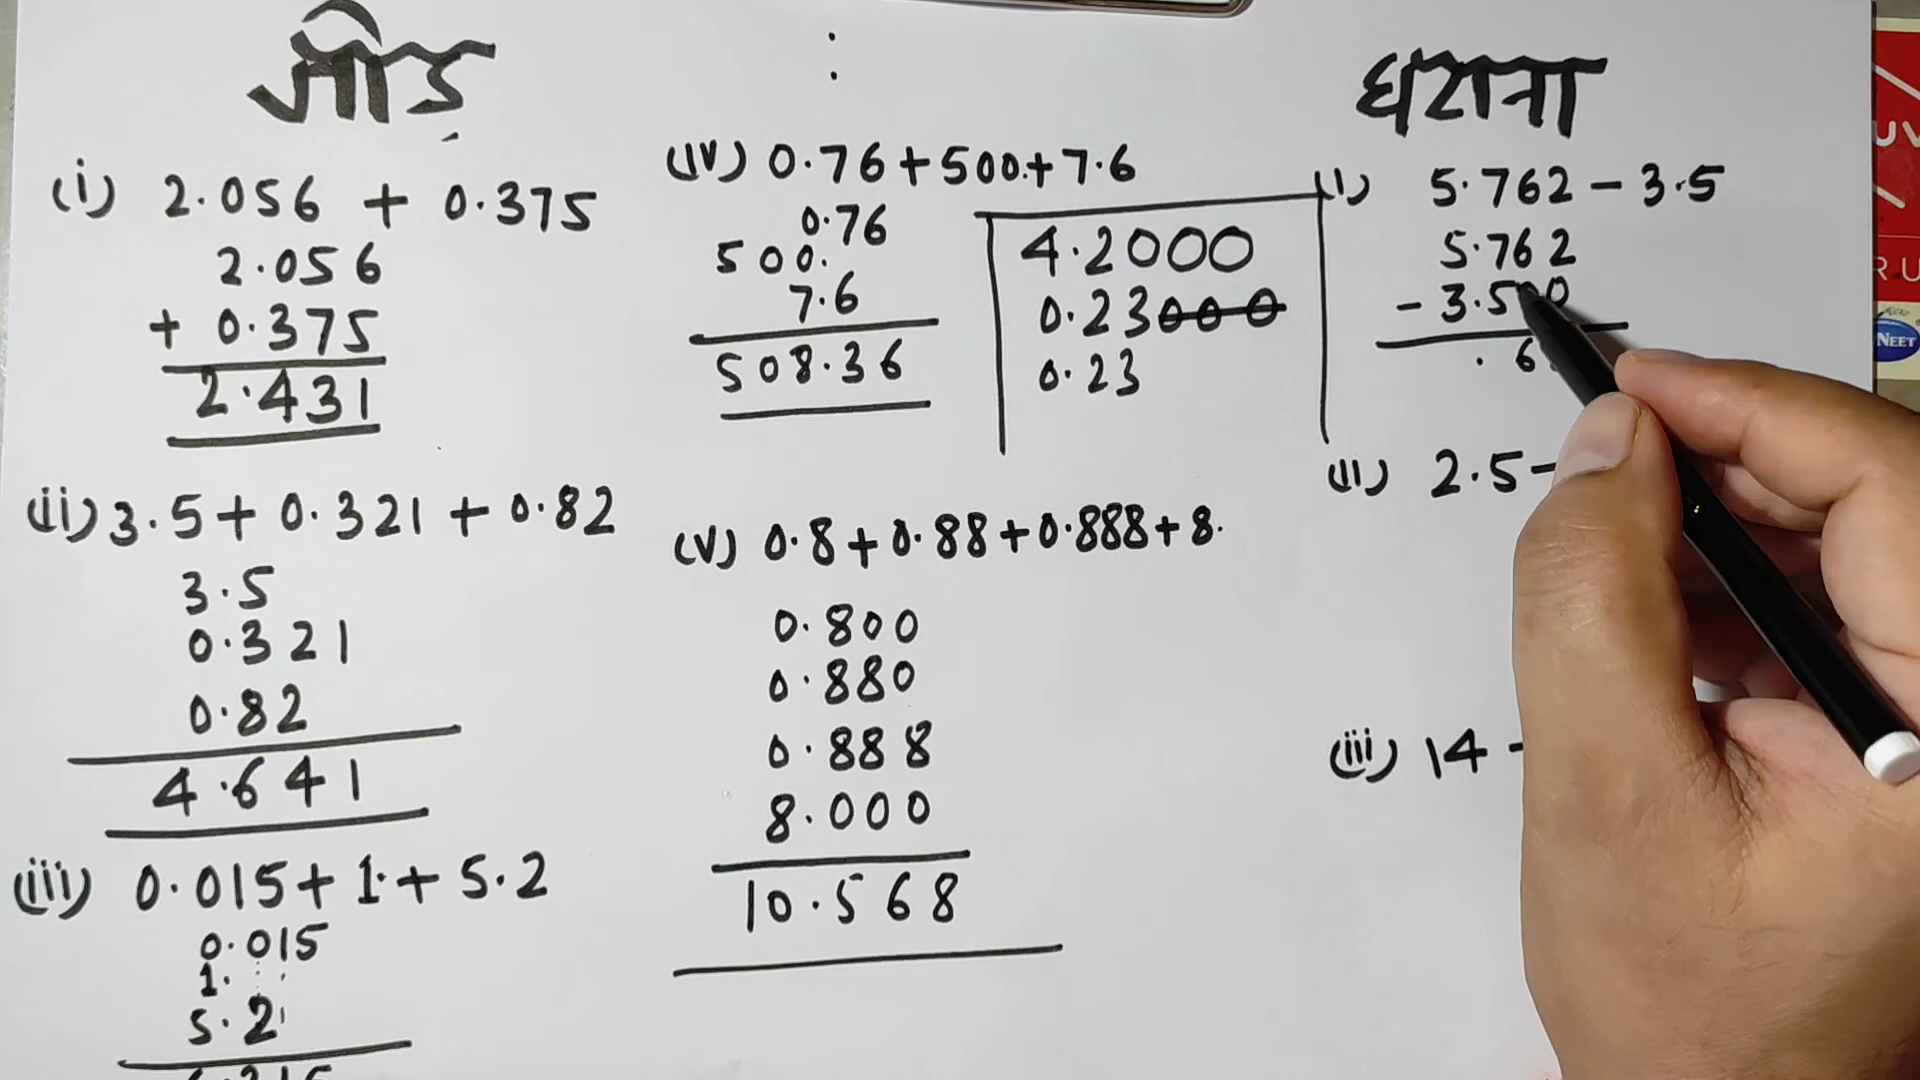 जोड़
(i) 2.056 + 0.375
2.056
+ 0.375
2.431
(ii) 3.5 + 0.321 + 0.82
3.5
0.321
0.82
4.641
(iii) 0.015 + 1. + 5.2
0.015
1.
5.2
:
(iv) 0.76 + 500. + 7.6
0.76
500.
7.6
508.36
4.2000
0.23000
0.23
(v) 0.8 + 0.88 + 0.888 + 8.
0.800
0.880
0.888
8.000
10.568
घटाना
(i) 5.762 - 3.5
5.762
- 3.500
. 6
(ii) 2.5 -
(iii) 14 -
NEET